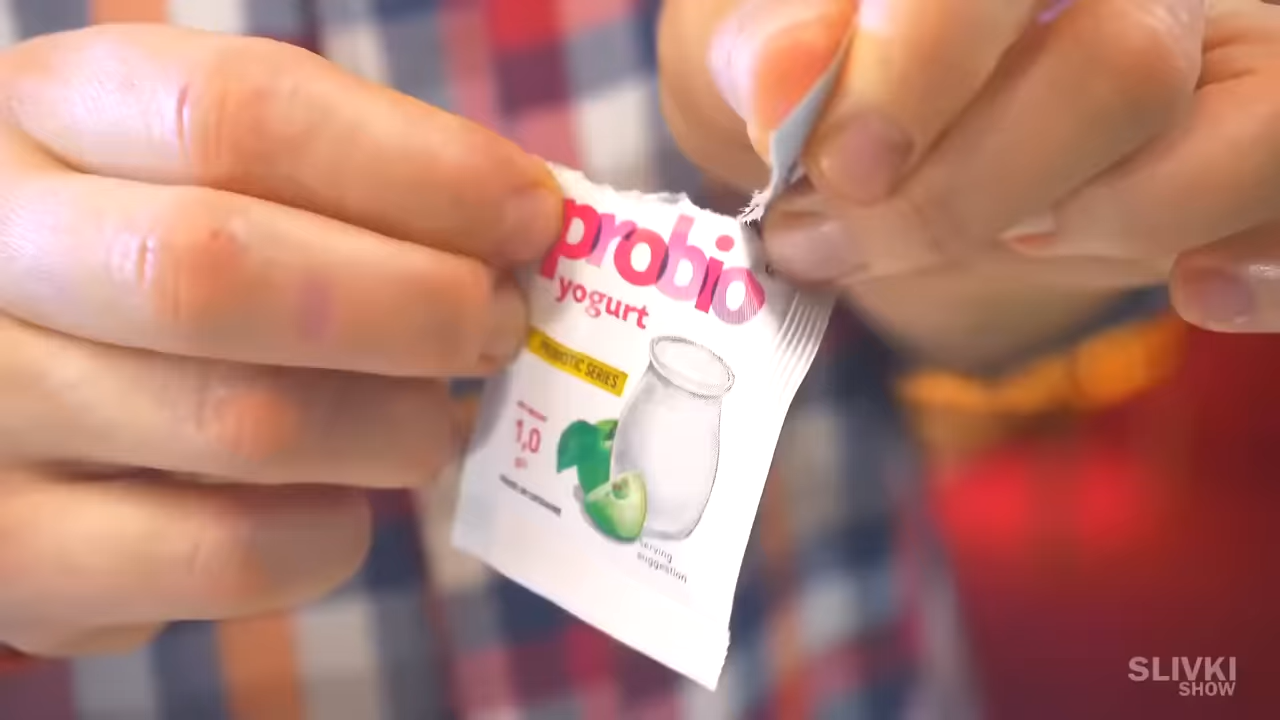 probio
yogurt
PROBIOTIC SERIES
1,0
serving
suggestion
SLIVKI
SHOW